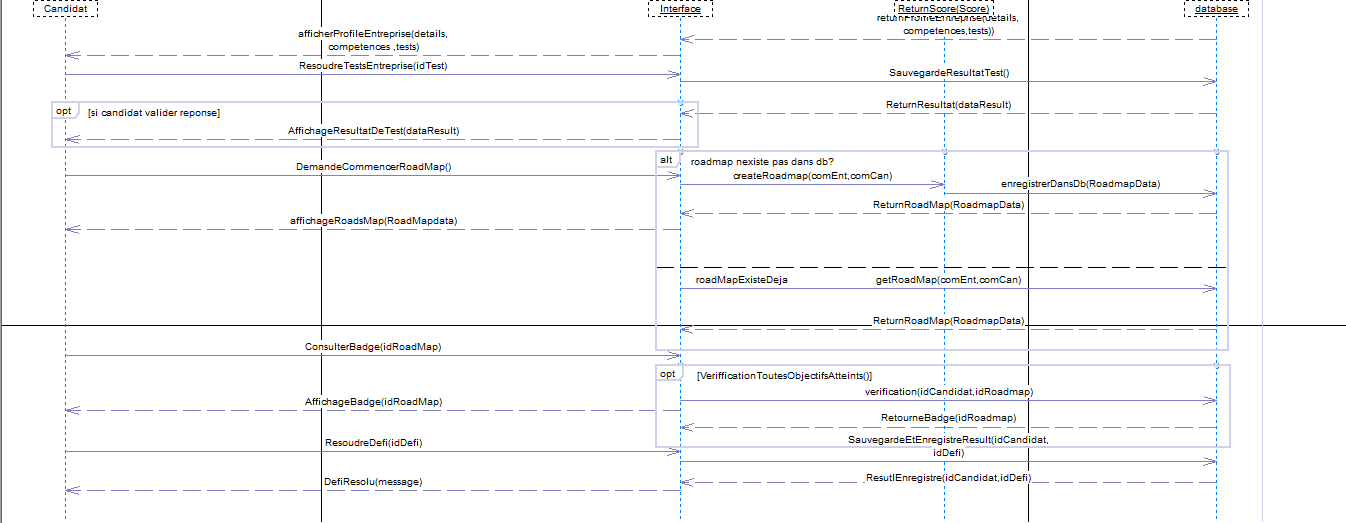 Candidat
Interface
ReturnScore(Score)
database
returnProfileEntreprise(details,
competences,tests))
afficherProfileEntreprise(details,
competences ,tests)
ResoudreTestsEntreprise(idTest)
SauvegardeResultatTest()
opt
[si candidat valider reponse]
ReturnResultat(dataResult)
AffichageResultatDeTest(dataResult)
alt
roadmap nexiste pas dans db?
DemandeCommencerRoadMap()
createRoadmap(comEnt,comCan)
enregistrerDansDb(RoadmapData)
ReturnRoadMap(RoadmapData)
affichageRoadsMap(RoadMapdata)
roadMapExisteDeja
getRoadMap(comEnt,comCan)
ReturnRoadMap(RoadmapData)
ConsulterBadge(idRoadMap)
opt
[VerifficationToutesObjectifsAtteints()]
verification(idCandidat,idRoadmap)
AffichageBadge(idRoadMap)
RetourneBadge(idRoadmap)
ResoudreDefi(idDefi)
SauvegardeEtEnregistreResult(idCandidat,
idDefi)
DefiResolu(message)
ResutlEnregistre(idCandidat,idDefi)